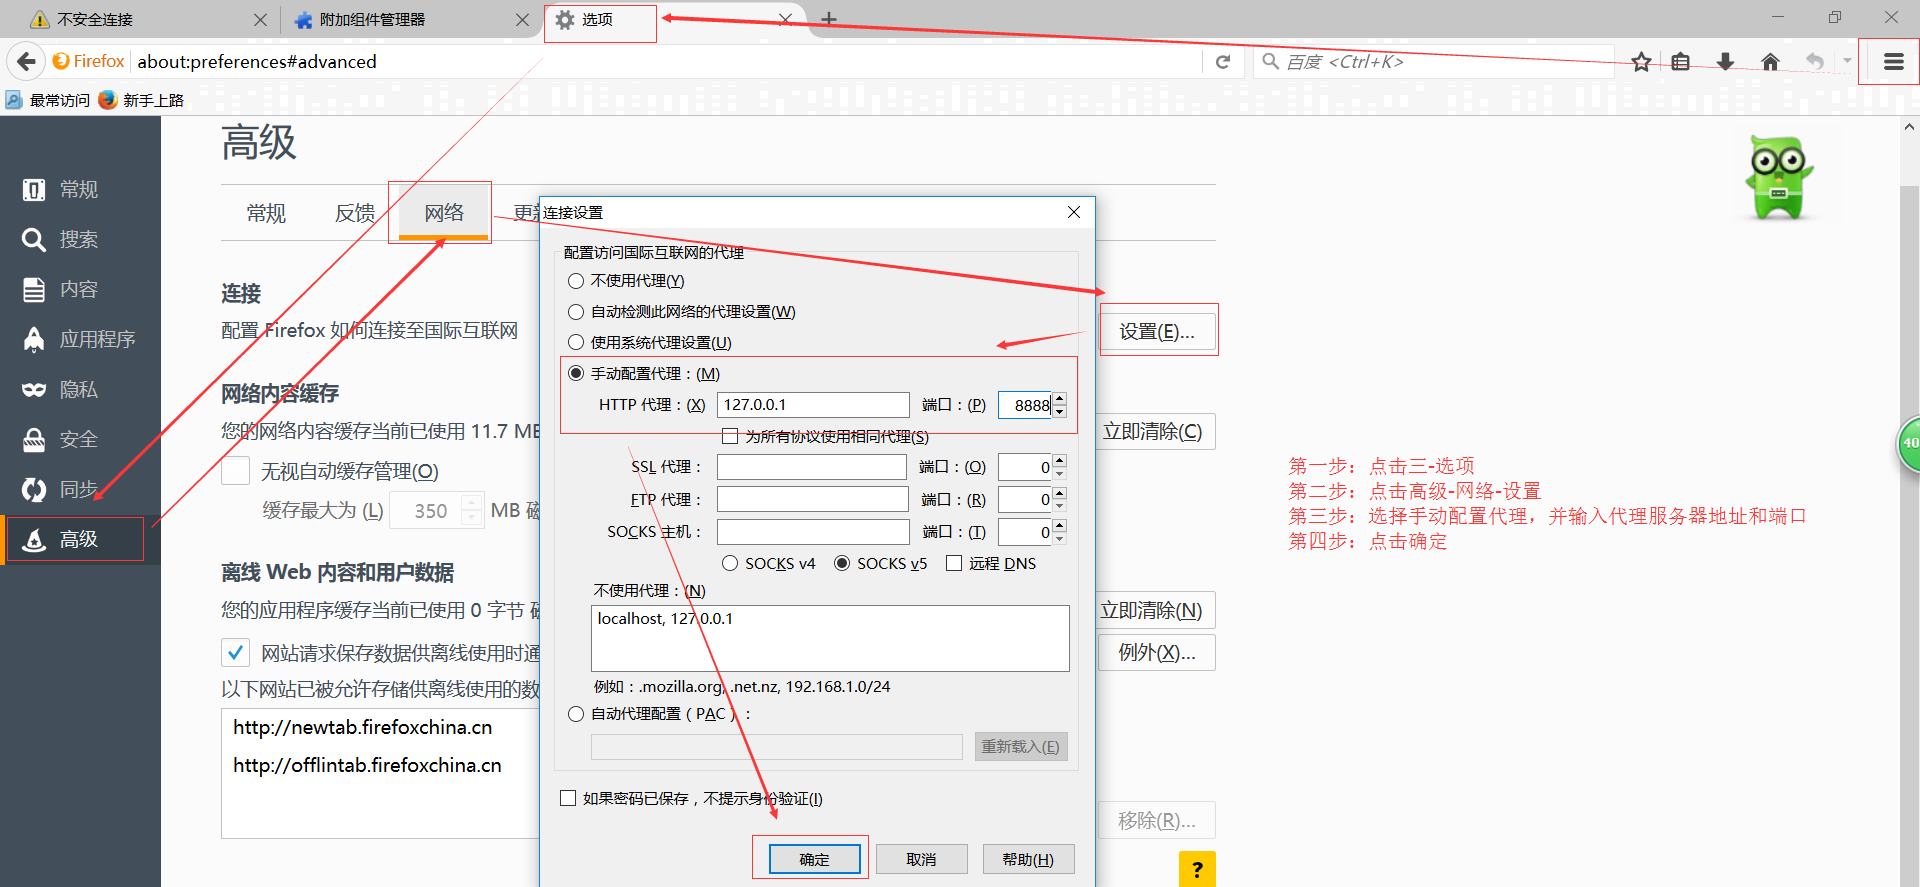 不安全连接
附加组件管理器
选项
Firefox
about:preferences#advanced
百度 <Ctrl+K>
最常访问
新手上路
常规
搜索
内容
应用程序
隐私
安全
同步
高级
高级
常规
反馈
网络
连接
配置 Firefox 如何连接至国际互联网
设置(E)...
网络内容缓存
您的网络内容缓存当前已使用 11.7 MB
立即清除(C)
无视自动缓存管理(O)
缓存最大为 (L) 350 MB
离线 Web 内容和用户数据
您的应用程序缓存当前已使用 0 字节
立即清除(N)
网站请求保存数据供离线使用时通
例外(X)...
以下网站已被允许存储供离线使用的数
http://newtab.firefoxchina.cn
http://offlintab.firefoxchina.cn
移除(R)...
?
连接设置
配置访问国际互联网的代理
不使用代理(Y)
自动检测此网络的代理设置(W)
使用系统代理设置(U)
手动配置代理：(M)
HTTP 代理：(X) 127.0.0.1 端口：(P) 8888
为所有协议使用相同代理(S)
SSL 代理： 端口：(O) 0
FTP 代理： 端口：(R) 0
SOCKS 主机： 端口：(T) 0
SOCKS v4 SOCKS v5 远程 DNS
不使用代理：(N)
localhost, 127.0.0.1
例如：.mozilla.org, .net.nz, 192.168.1.0/24
自动代理配置（PAC）：
重新载入(E)
如果密码已保存，不提示身份验证(I)
确定 取消 帮助(H)
第一步：点击三-选项
第二步：点击高级-网络-设置
第三步：选择手动配置代理，并输入代理服务器地址和端口
第四步：点击确定
40